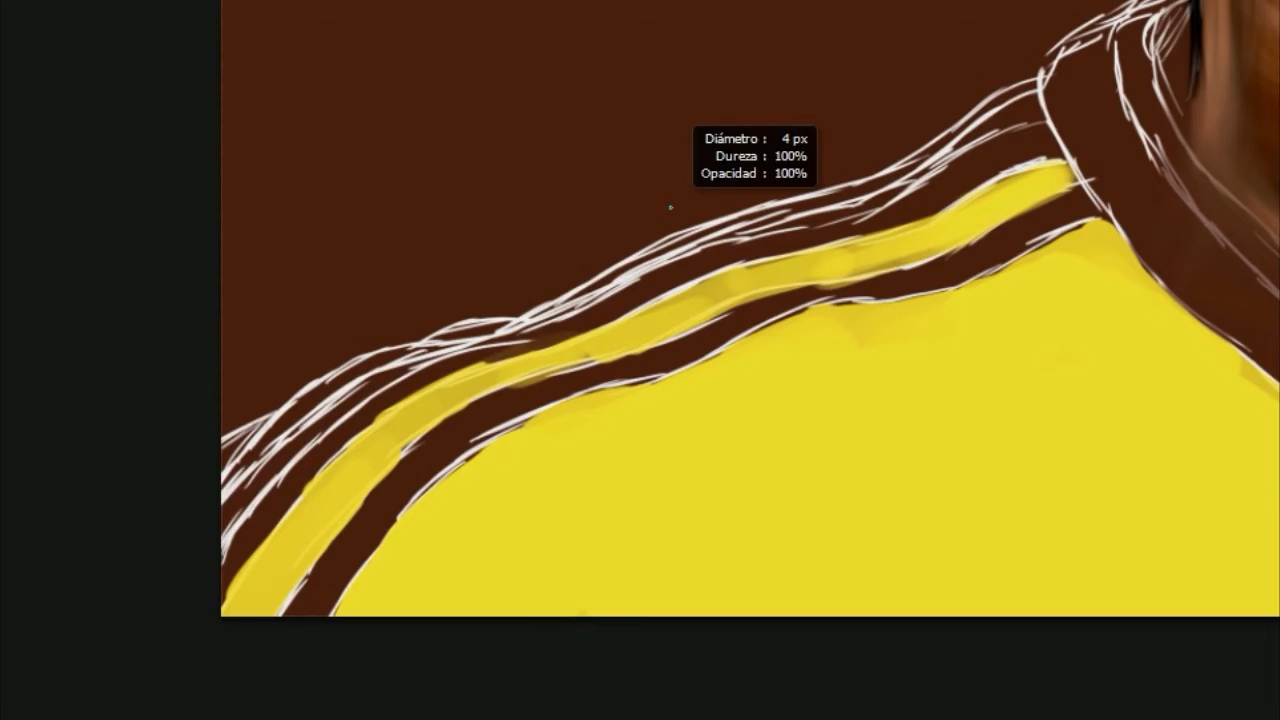 Diámetro : 4 px
Dureza : 100%
Opacidad : 100%